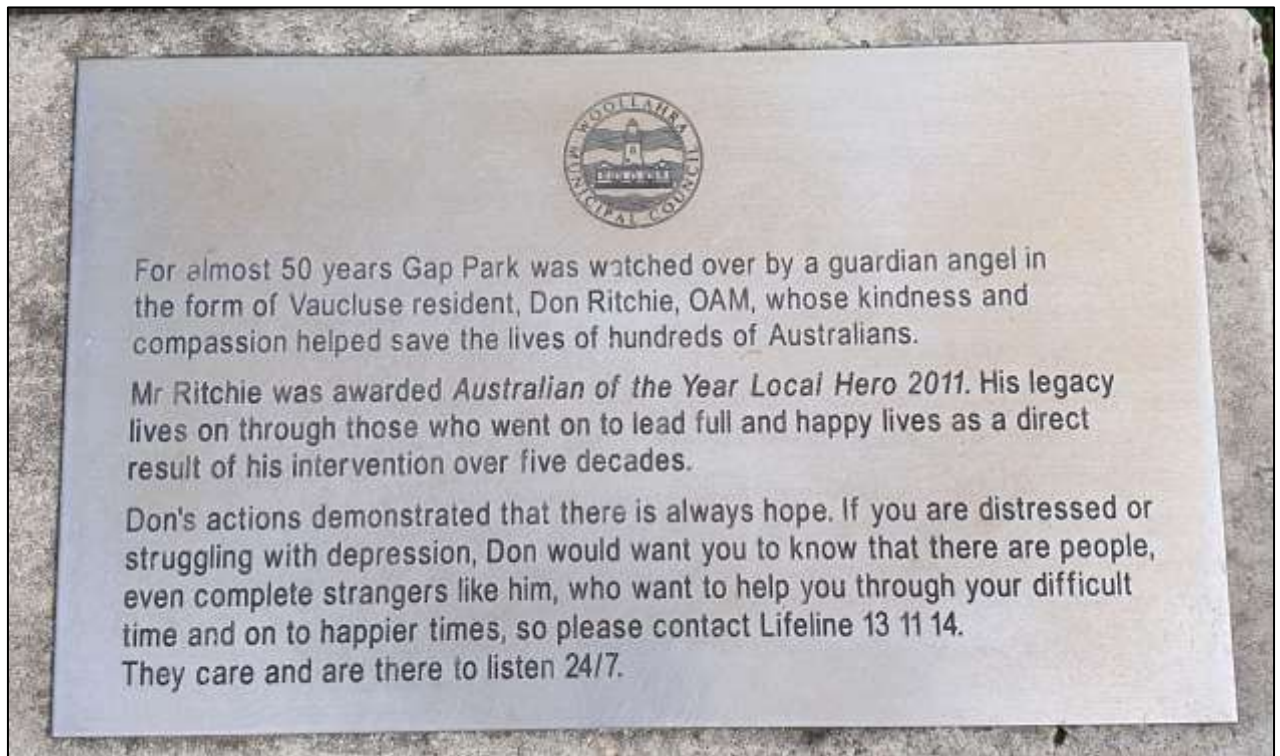 WOOLLAHRA MUNICIPAL COUNCIL
For almost 50 years Gap Park was watched over by a guardian angel in
the form of Vaucluse resident, Don Ritchie, OAM, whose kindness and
compassion helped save the lives of hundreds of Australians.
Mr Ritchie was awarded Australian of the Year Local Hero 2011. His legacy
lives on through those who went on to lead full and happy lives as a direct
result of his intervention over five decades.
Don's actions demonstrated that there is always hope. If you are distressed or
struggling with depression, Don would want you to know that there are people,
even complete strangers like him, who want to help you through your difficult
time and on to happier times, so please contact Lifeline 13 11 14.
They care and are there to listen 24/7.